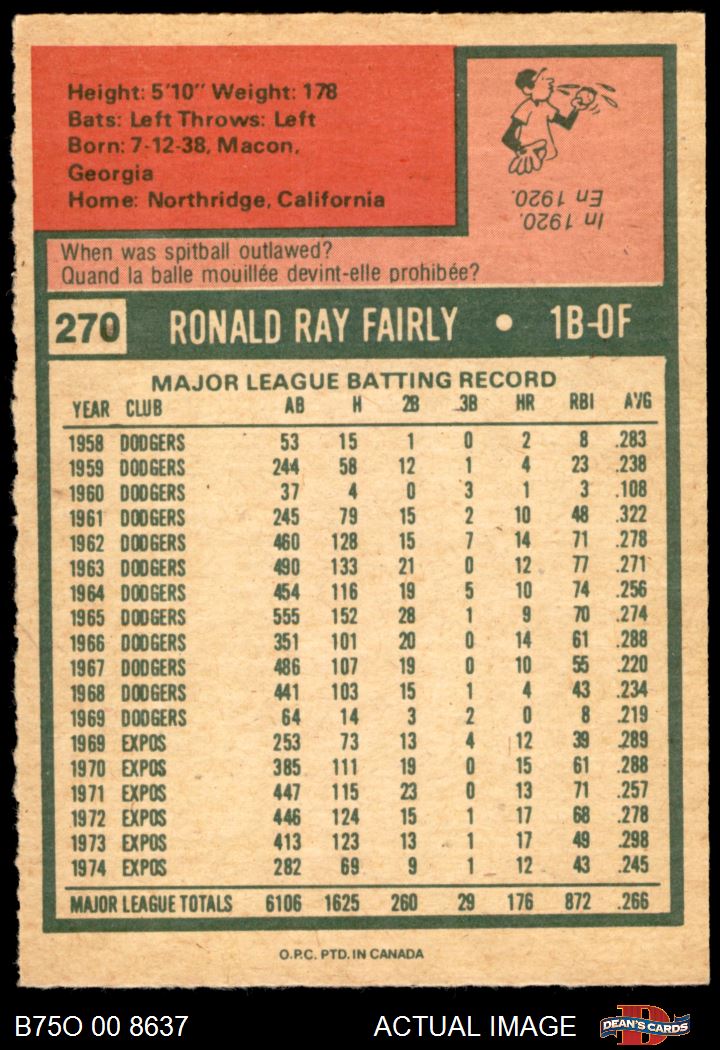 Height: 5'10" Weight: 178
Bats: Left Throws: Left
Born: 7-12-38, Macon,
Georgia
Home: Northridge, California
In 1920.
En 1920.
When was spitball outlawed?
Quand la balle mouillée devint-elle prohibée?
270 RONALD RAY FAIRLY • 1B-OF
MAJOR LEAGUE BATTING RECORD
YEAR CLUB AB H 2B 3B HR RBI AVG
1958 DODGERS 53 15 1 0 2 8 .283
1959 DODGERS 244 58 12 1 4 23 .238
1960 DODGERS 37 4 0 3 1 3 .108
1961 DODGERS 245 79 15 2 10 48 .322
1962 DODGERS 460 128 15 7 14 71 .278
1963 DODGERS 490 133 21 0 12 77 .271
1964 DODGERS 454 116 19 5 10 74 .256
1965 DODGERS 555 152 28 1 9 70 .274
1966 DODGERS 351 101 20 0 14 61 .288
1967 DODGERS 486 107 19 0 10 55 .220
1968 DODGERS 441 103 15 1 4 43 .234
1969 DODGERS 64 14 3 2 0 8 .219
1969 EXPOS 253 73 13 4 12 39 .289
1970 EXPOS 385 111 19 0 15 61 .288
1971 EXPOS 447 115 23 0 13 71 .257
1972 EXPOS 446 124 15 1 17 68 .278
1973 EXPOS 413 123 13 1 17 49 .298
1974 EXPOS 282 69 9 1 12 43 .245
MAJOR LEAGUE TOTALS 6106 1625 260 29 176 872 .266
O.P.C. PTD. IN CANADA
B75O 00 8637 ACTUAL IMAGE D DEAN'S CARDS